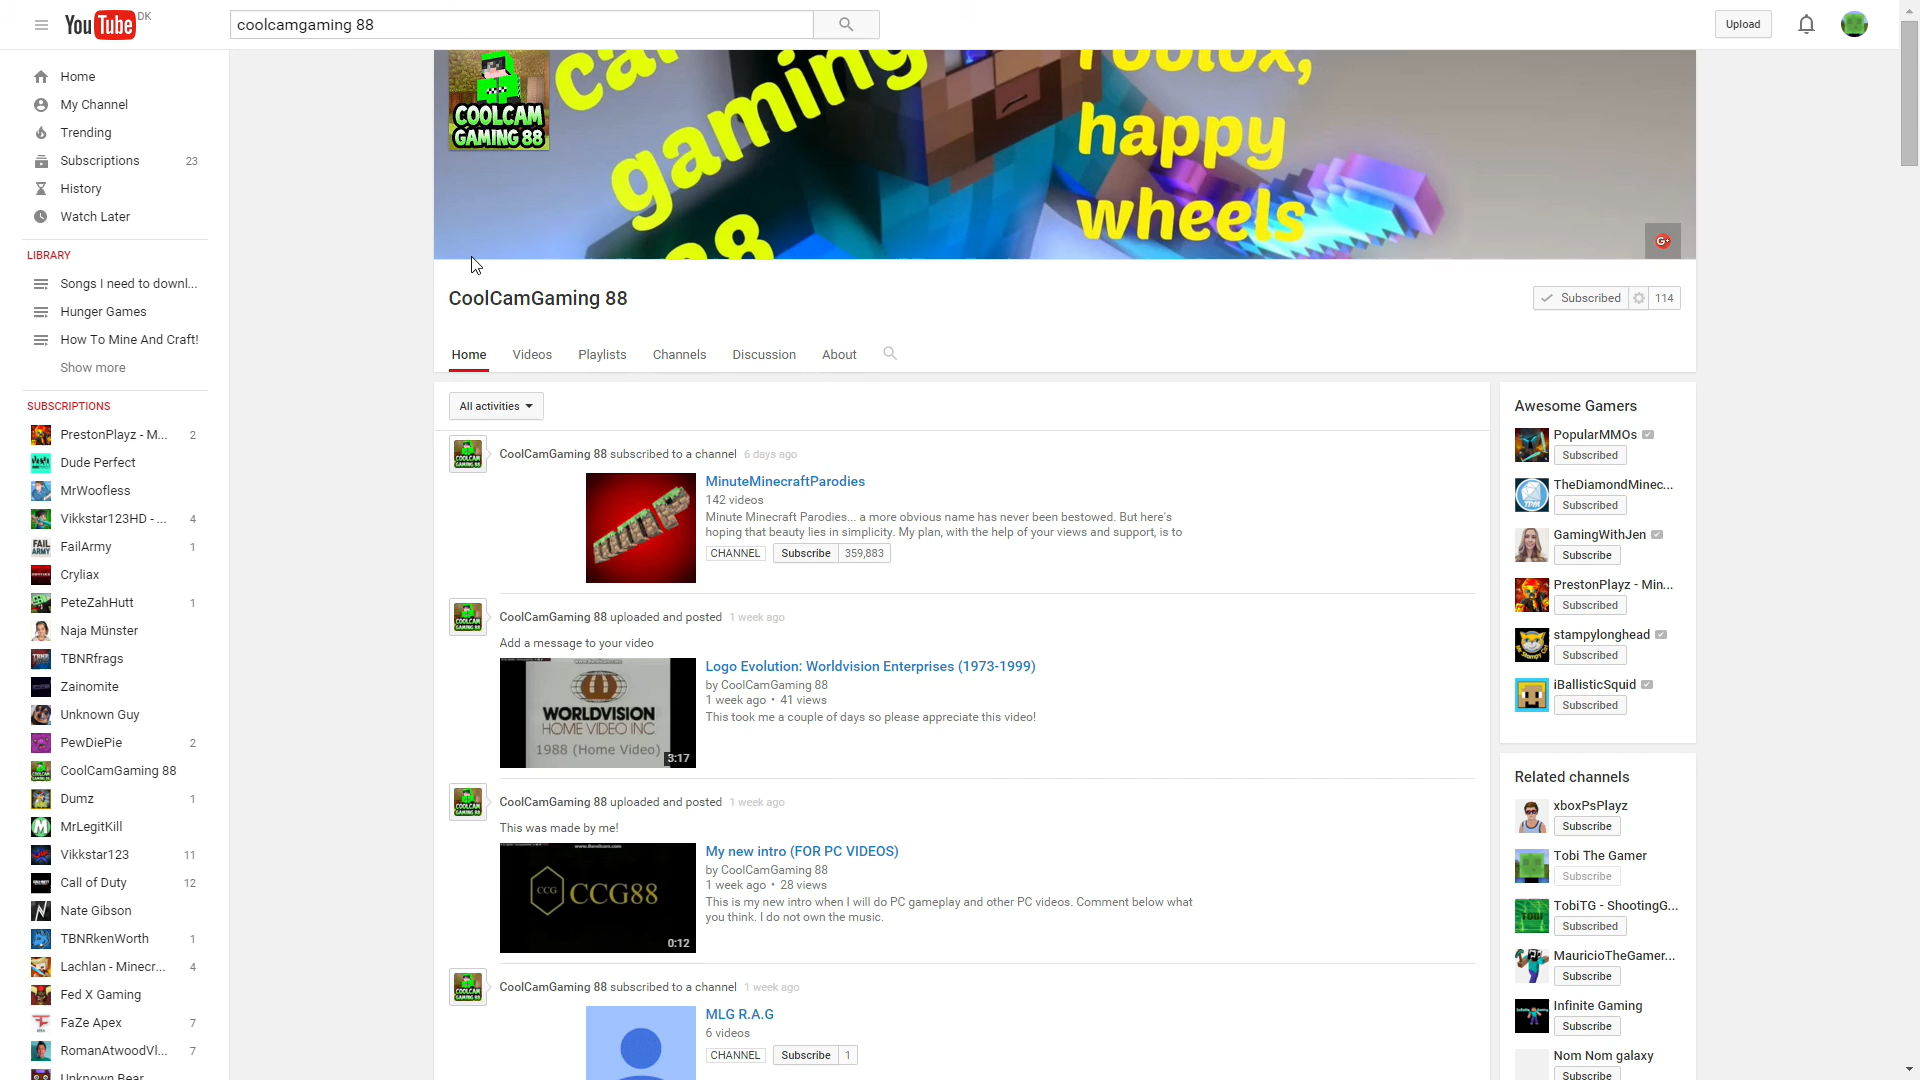 YouTube DK
coolcamgaming 88
Upload
Home
My Channel
Trending
Subscriptions 23
History
Watch Later
LIBRARY
Songs I need to downl...
Hunger Games
How To Mine And Craft!
Show more
SUBSCRIPTIONS
PrestonPlayz - M... 2
Dude Perfect
MrWoofless
Vikkstar123HD - ... 4
FailArmy 1
Cryliax
PeteZahHutt 1
Naja Münster
TBNRfrags
Zainomite
Unknown Guy
PewDiePie 2
CoolCamGaming 88
Dumz 1
MrLegitKill
Vikkstar123 11
Call of Duty 12
Nate Gibson
TBNRkenWorth 1
Lachlan - Minecr... 4
Fed X Gaming
FaZe Apex 7
RomanAtwoodVl... 7
Unknown Bear
COOLCAM
GAMING 88
gaming
88
roblox,
happy
wheels
G+
CoolCamGaming 88
Subscribed 114
Home Videos Playlists Channels Discussion About
All activities
CoolCamGaming 88 subscribed to a channel 6 days ago
MMP
MinuteMinecraftParodies
142 videos
Minute Minecraft Parodies... a more obvious name has never been bestowed. But here's
hoping that beauty lies in simplicity. My plan, with the help of your views and support, is to
CHANNEL Subscribe 359,883
CoolCamGaming 88 uploaded and posted 1 week ago
Add a message to your video
WORLDVISION
HOME VIDEO INC
1988 (Home Video)
3:17
Logo Evolution: Worldvision Enterprises (1973-1999)
by CoolCamGaming 88
1 week ago • 41 views
This took me a couple of days so please appreciate this video!
CoolCamGaming 88 uploaded and posted 1 week ago
This was made by me!
www.Bandicam.com
CCG CCG88
0:12
My new intro (FOR PC VIDEOS)
by CoolCamGaming 88
1 week ago • 28 views
This is my new intro when I will do PC gameplay and other PC videos. Comment below what
you think. I do not own the music.
CoolCamGaming 88 subscribed to a channel 1 week ago
MLG R.A.G
6 videos
CHANNEL Subscribe 1
Awesome Gamers
PopularMMOs
Subscribed
TheDiamondMinec...
Subscribed
GamingWithJen
Subscribe
PrestonPlayz - Min...
Subscribed
stampylonghead
Subscribed
iBallisticSquid
Subscribed
Related channels
xboxPsPlayz
Subscribe
Tobi The Gamer
Subscribe
TobiTG - ShootingG...
Subscribed
MauricioTheGamer...
Subscribe
Infinite Gaming
Subscribe
Nom Nom galaxy
Subscribe